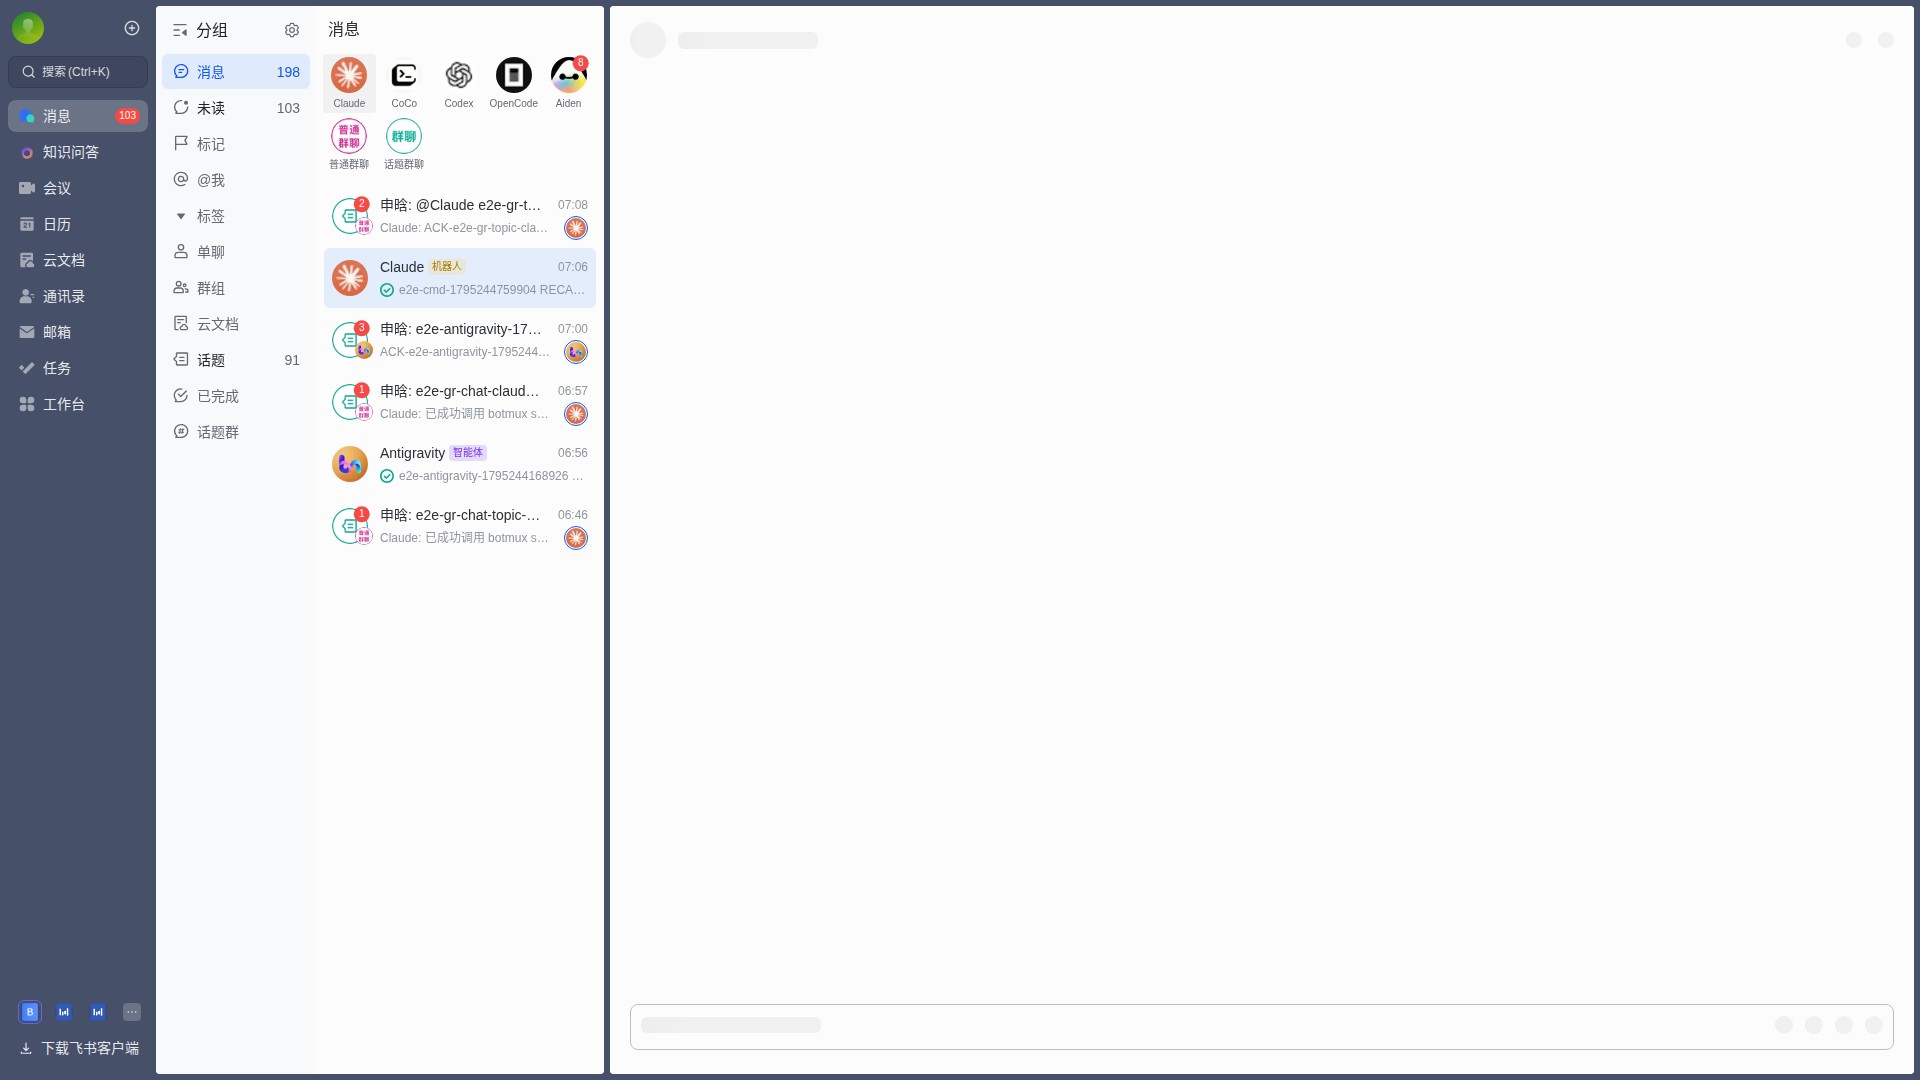 搜索 (Ctrl+K)
消息 103
知识问答
会议
日历
云文档
通讯录
邮箱
任务
工作台
B
下载飞书客户端
分组
消息 198
未读 103
标记
@我
标签
单聊
群组
云文档
话题 91
已完成
话题群
消息
8
Claude CoCo Codex OpenCode Aiden
普通群聊 群聊
普通群聊 话题群聊
2 申晗: @Claude e2e-gr-t... 07:08
Claude: ACK-e2e-gr-topic-cla...
Claude 机器人 07:06
e2e-cmd-1795244759904 RECA...
3 申晗: e2e-antigravity-17... 07:00
ACK-e2e-antigravity-1795244...
1 申晗: e2e-gr-chat-claud... 06:57
Claude: 已成功调用 botmux s...
Antigravity 智能体 06:56
e2e-antigravity-1795244168926 ...
1 申晗: e2e-gr-chat-topic-... 06:46
Claude: 已成功调用 botmux s...